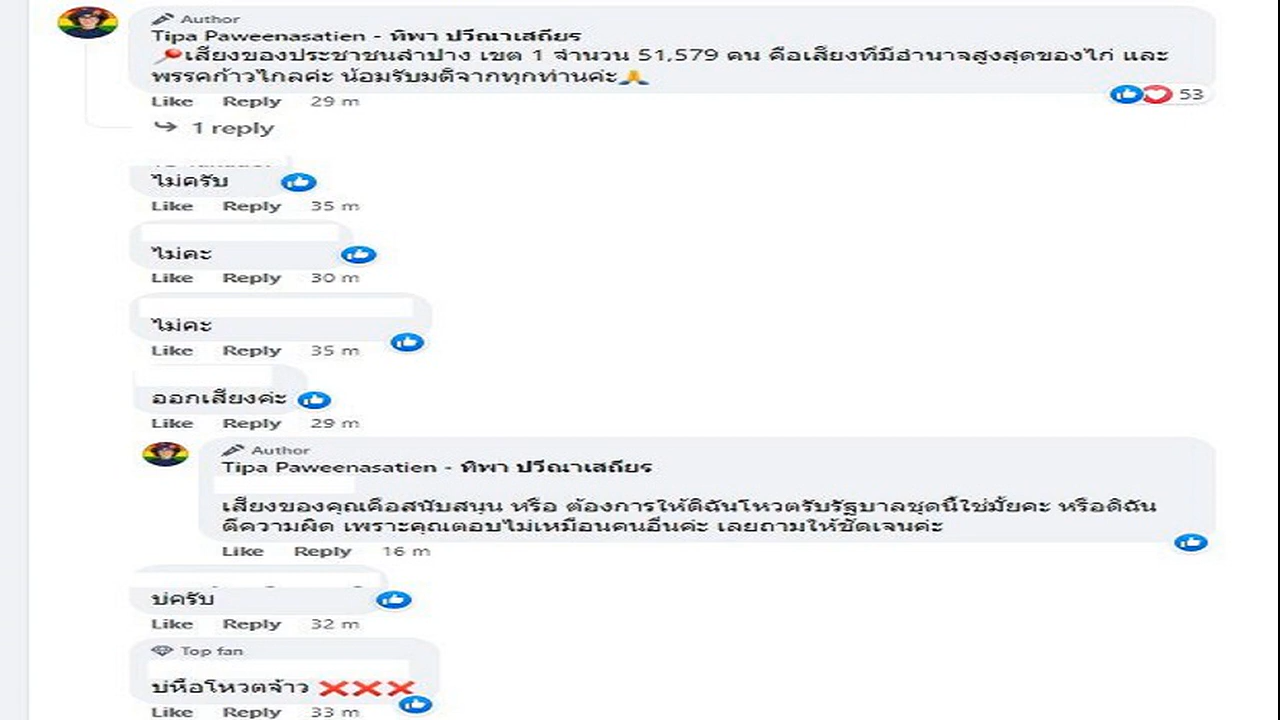 Author
Tipa Paweenasatien - ทิพา ปวีณาเสถียร
📍เสียงของประชาชนลำปาง เขต 1 จำนวน 51,579 คน คือเสียงที่มีอำนาจสูงสุดของไก่ และ
พรรคก้าวไกลค่ะ น้อมรับมติจากทุกท่านค่ะ🙏
53
Like Reply 29 m
1 reply
ไม่ครับ
Like Reply 35 m
ไม่คะ
Like Reply 30 m
ไม่คะ
Like Reply 35 m
ออกเสียงค่ะ
Like Reply 29 m
Author
Tipa Paweenasatien - ทิพา ปวีณาเสถียร
เสียงของคุณคือสนับสนุน หรือ ต้องการให้ดิฉันโหวตรับรัฐบาลชุดนี้ใช่มั้ยคะ หรือดิฉัน
ตีความผิด เพราะคุณตอบไม่เหมือนคนอื่นค่ะ เลยถามให้ชัดเจนค่ะ
Like Reply 16 m
บ่ครับ
Like Reply 32 m
Top fan
บ่หื้อโหวตจ้าว ❌❌❌
Like Reply 33 m